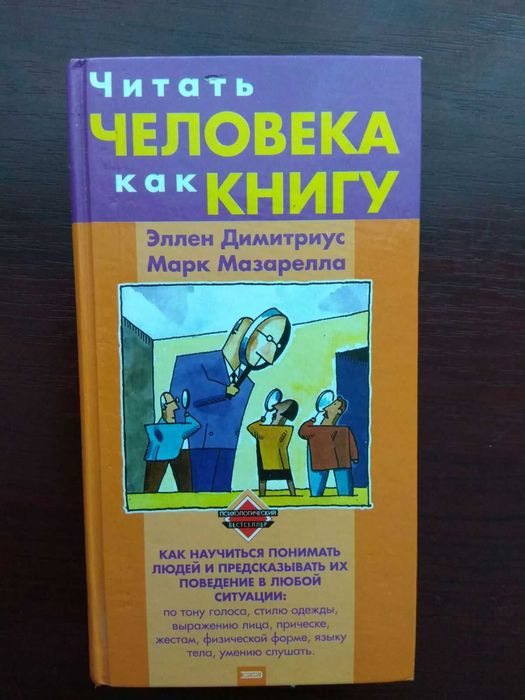 Читать
ЧЕЛОВЕКА
как КНИГУ
Эллен Димитриус
Марк Мазарелла
ПСИХОЛОГИЧЕСКИЙ
БЕСТСЕЛЛЕР
КАК НАУЧИТЬСЯ ПОНИМАТЬ
ЛЮДЕЙ И ПРЕДСКАЗЫВАТЬ ИХ
ПОВЕДЕНИЕ В ЛЮБОЙ
СИТУАЦИИ:
по тону голоса, стилю одежды,
выражению лица, прическе,
жестам, физической форме, языку
тела, умению слушать.